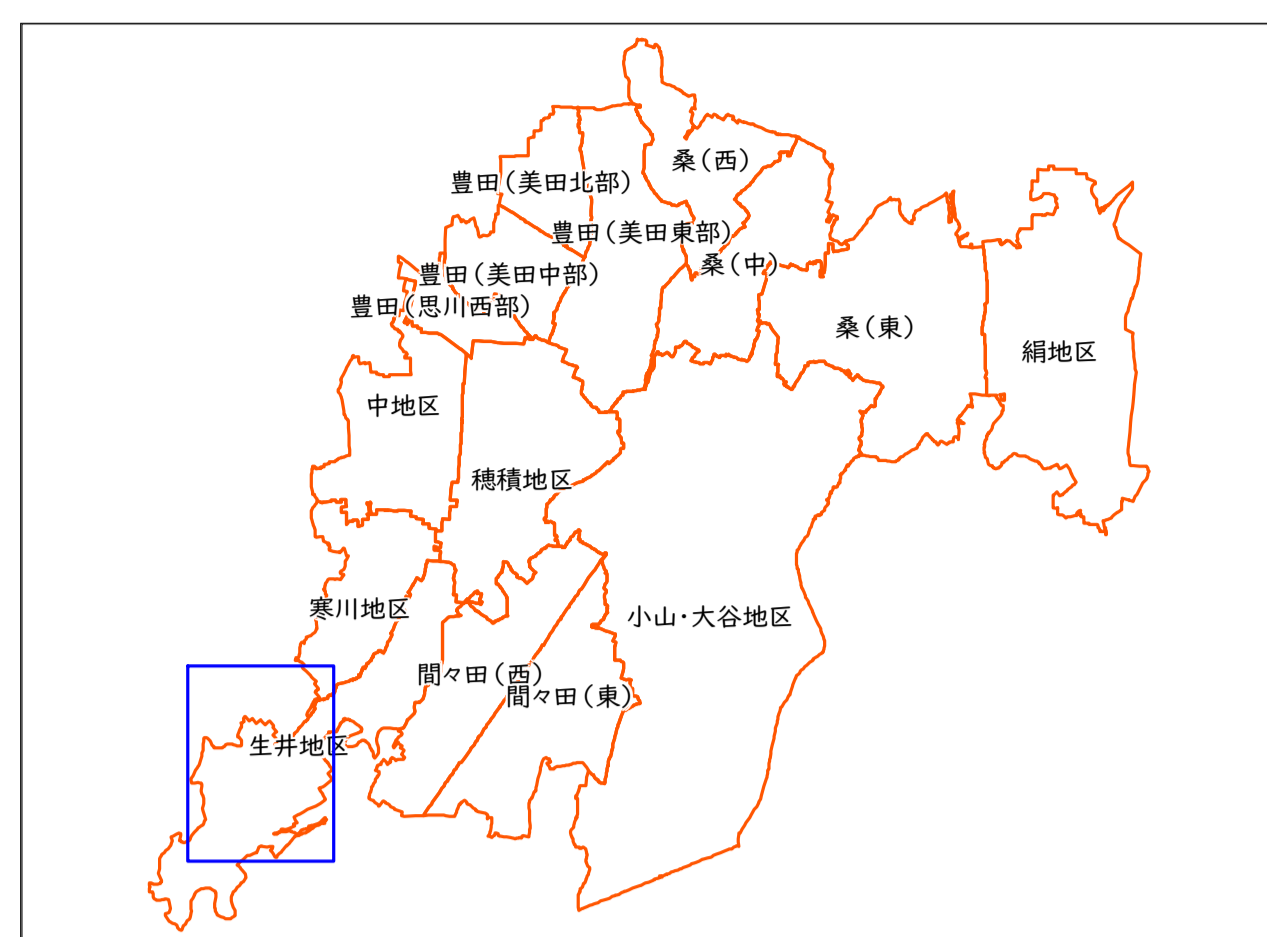 桑（西）
豊田（美田北部）
豊田（美田東部）
桑（中）
豊田（美田中部）
豊田（思川西部）
桑（東）
絹地区
中地区
穂積地区
寒川地区
小山・大谷地区
間々田（西）
間々田（東）
生井地区